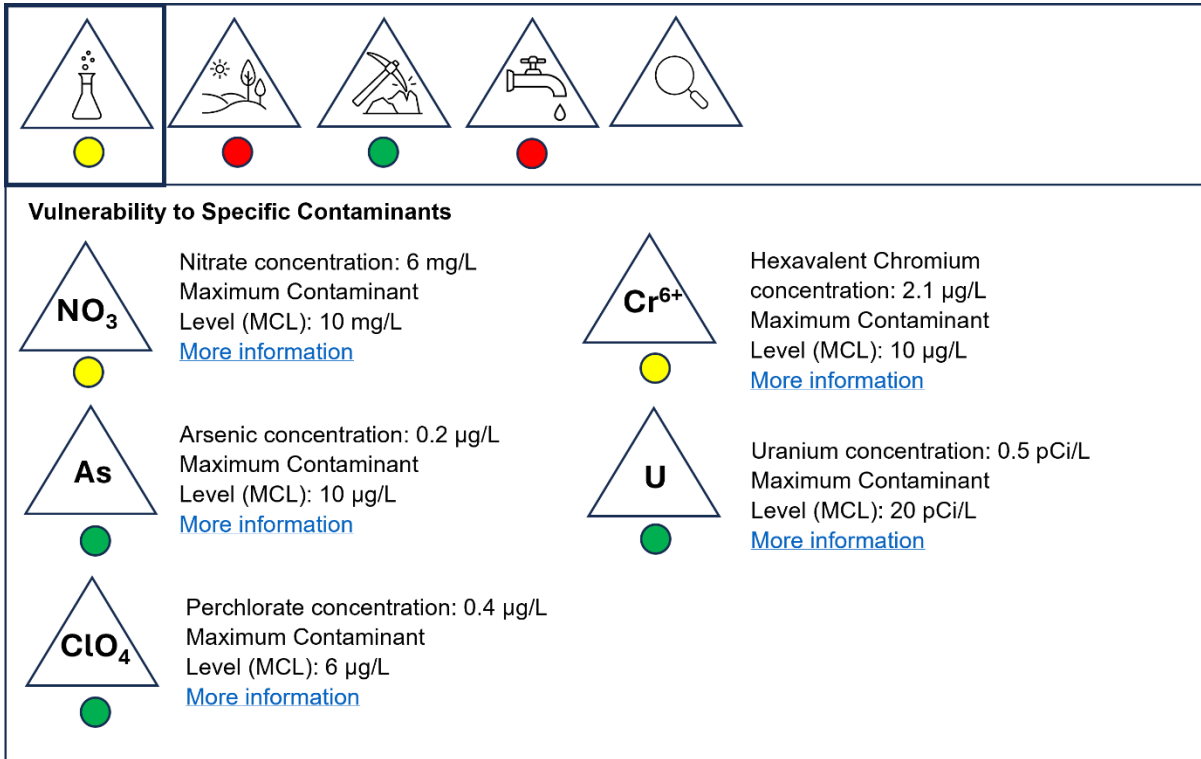 Vulnerability to Specific Contaminants
NO₃
Nitrate concentration: 6 mg/L
Maximum Contaminant
Level (MCL): 10 mg/L
More information
Cr⁶⁺
Hexavalent Chromium
concentration: 2.1 µg/L
Maximum Contaminant
Level (MCL): 10 µg/L
More information
As
Arsenic concentration: 0.2 µg/L
Maximum Contaminant
Level (MCL): 10 µg/L
More information
U
Uranium concentration: 0.5 pCi/L
Maximum Contaminant
Level (MCL): 20 pCi/L
More information
ClO₄
Perchlorate concentration: 0.4 µg/L
Maximum Contaminant
Level (MCL): 6 µg/L
More information